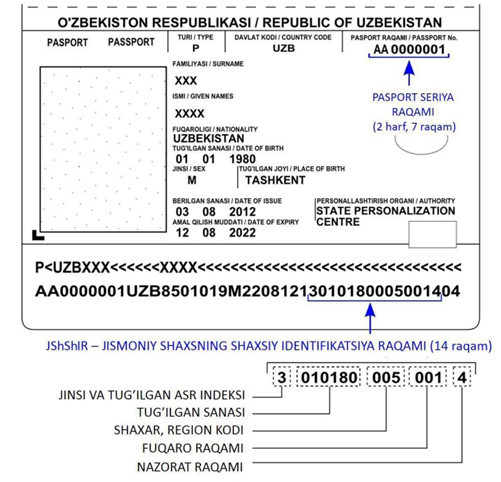 O'ZBEKISTON RESPUBLIKASI / REPUBLIC OF UZBEKISTAN
PASPORT PASSPORT
TURI / TYPE
P
DAVLAT KODI / COUNTRY CODE
UZB
PASPORT RAQAMI / PASSPORT No.
AA 0000001
FAMILIYASI / SURNAME
XXX
ISMI / GIVEN NAMES
XXXX
FUQAROLIGI / NATIONALITY
UZBEKISTAN
TUG'ILGAN SANASI / DATE OF BIRTH
01 01 1980
JINSI / SEX
M
TUG'ILGAN JOYI / PLACE OF BIRTH
TASHKENT
BERILGAN SANASI / DATE OF ISSUE
03 08 2012
AMAL QILISH MUDDATI / DATE OF EXPIRY
12 08 2022
PERSONALLASHTIRISH ORGANI / AUTHORITY
STATE PERSONALIZATION
CENTRE
PASPORT SERIYA
RAQAMI
(2 harf, 7 raqam)
P<UZBXXX<<<<<<XXXX<<<<<<<<<<<<<<<<<<<<<<<<<<
AA0000001UZB8501019M22081213010180005001404
JShShIR – JISMONIY SHAXSNING SHAXSIY IDENTIFIKATSIYA RAQAMI (14 raqam)
3 010180 005 001 4
JINSI VA TUG'ILGAN ASR INDEKSI
TUG'ILGAN SANASI
SHAXAR, REGION KODI
FUQARO RAQAMI
NAZORAT RAQAMI